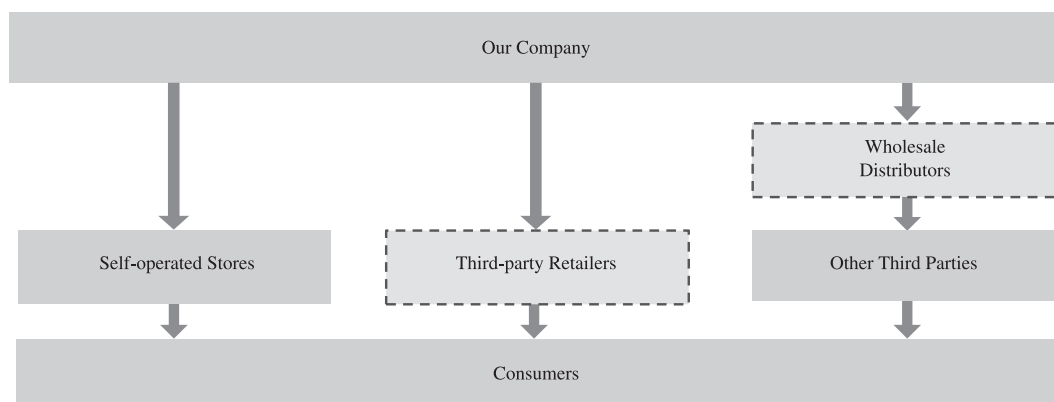 Our Company
Wholesale
Distributors
Self-operated Stores
Third-party Retailers
Other Third Parties
Consumers